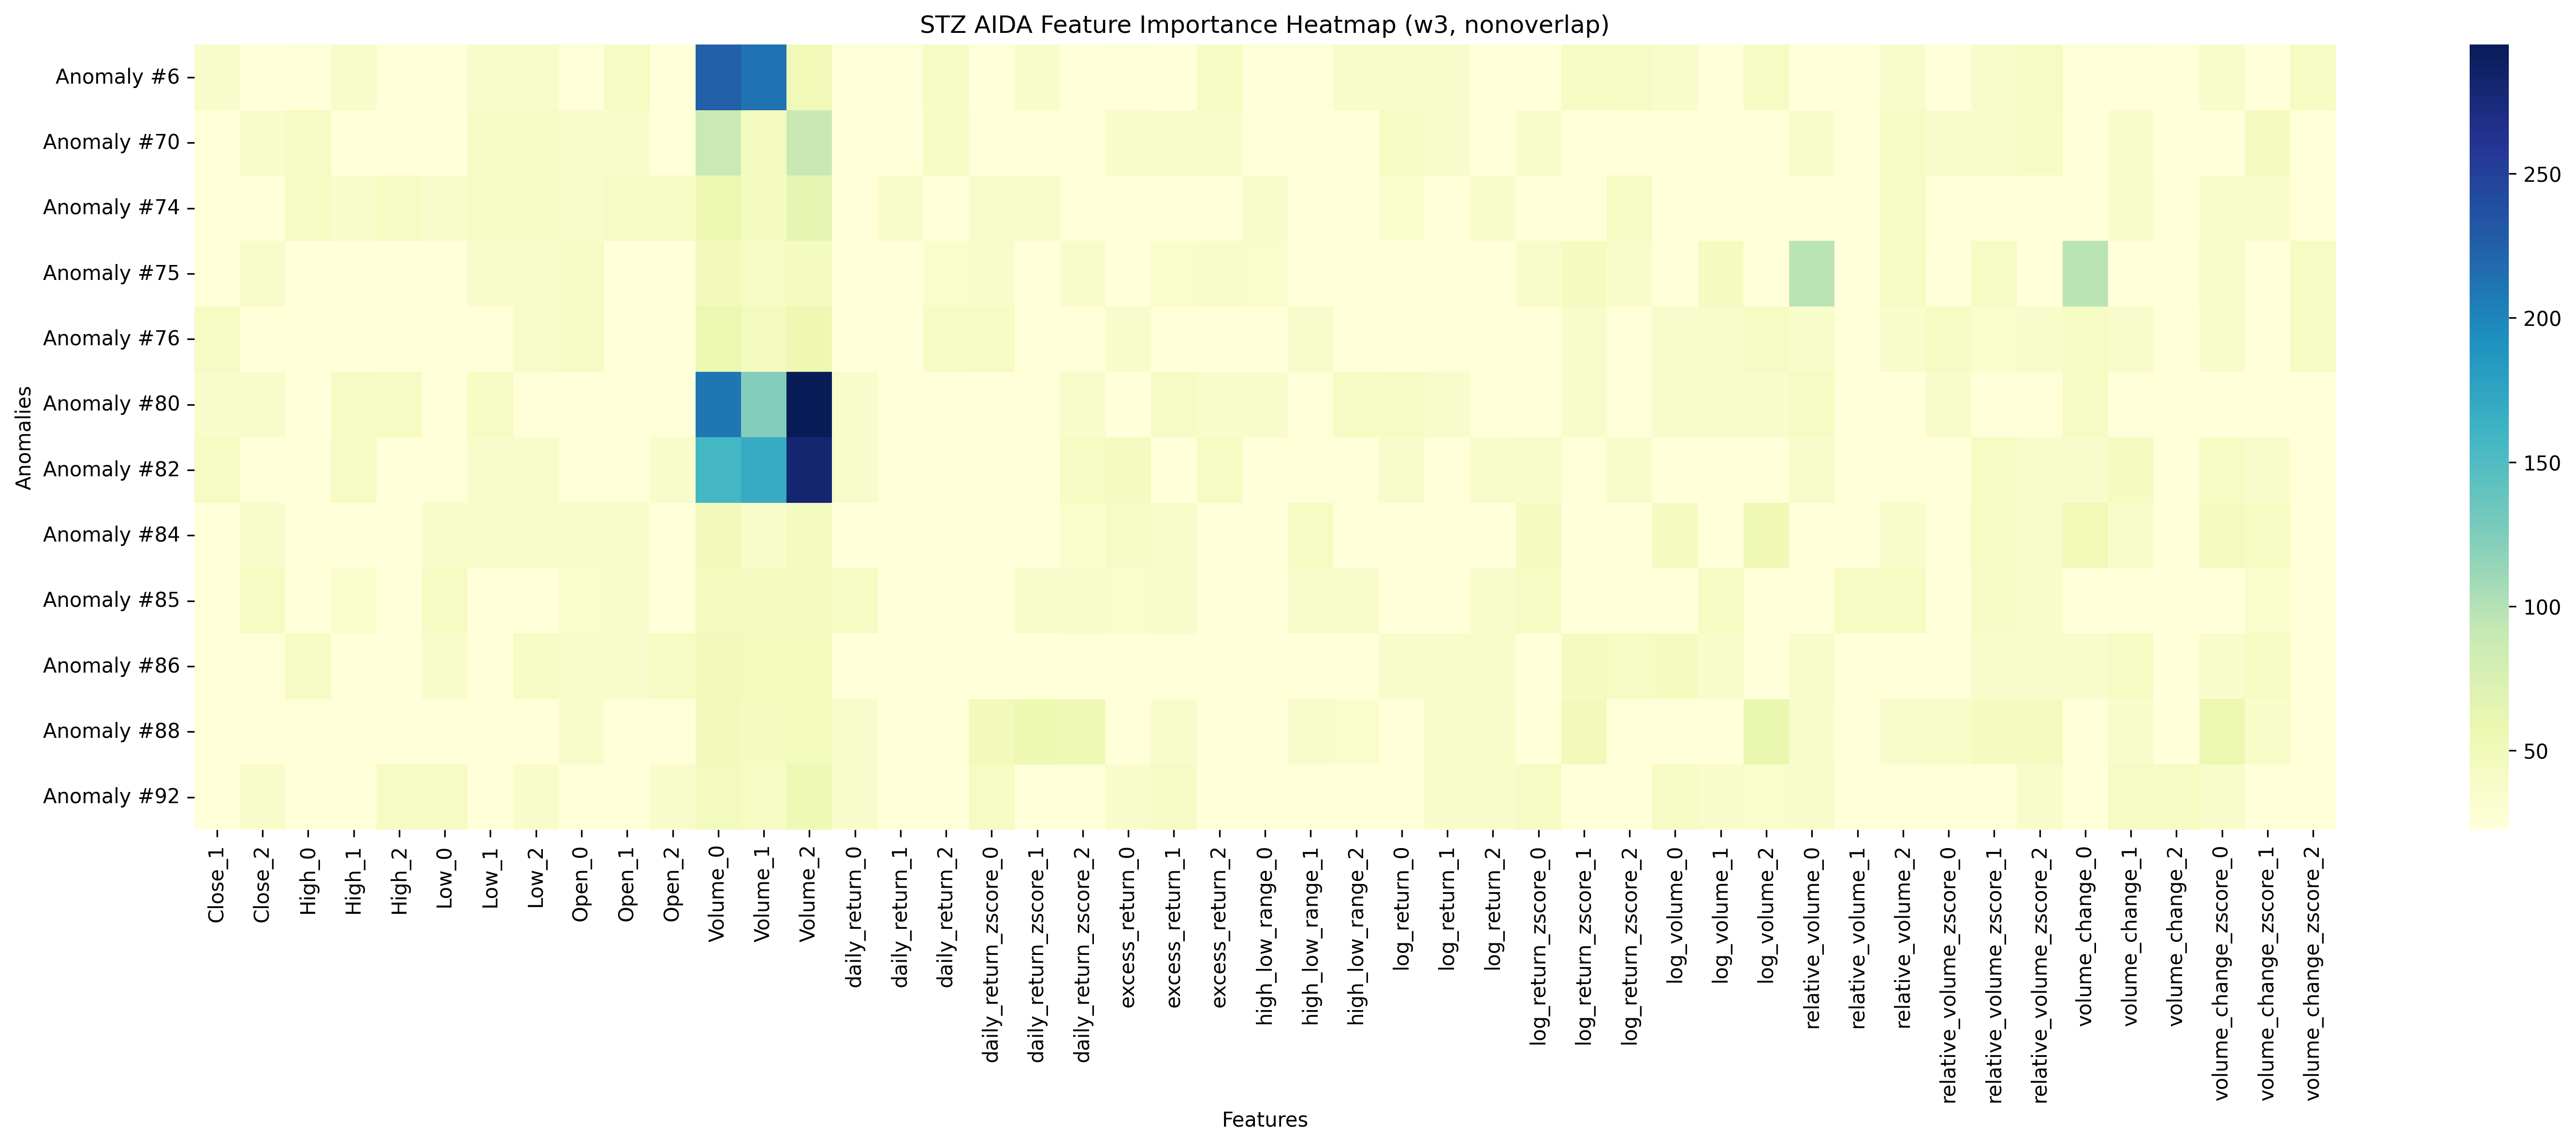 STZ AIDA Feature Importance Heatmap (w3, nonoverlap)
Anomalies
Anomaly #6
Anomaly #70
Anomaly #74
Anomaly #75
Anomaly #76
Anomaly #80
Anomaly #82
Anomaly #84
Anomaly #85
Anomaly #86
Anomaly #88
Anomaly #92
Close_1
Close_2
High_0
High_1
High_2
Low_0
Low_1
Low_2
Open_0
Open_1
Open_2
Volume_0
Volume_1
Volume_2
daily_return_0
daily_return_1
daily_return_2
daily_return_zscore_0
daily_return_zscore_1
daily_return_zscore_2
excess_return_0
excess_return_1
excess_return_2
high_low_range_0
high_low_range_1
high_low_range_2
log_return_0
log_return_1
log_return_2
log_return_zscore_0
log_return_zscore_1
log_return_zscore_2
log_volume_0
log_volume_1
log_volume_2
relative_volume_0
relative_volume_1
relative_volume_2
relative_volume_zscore_0
relative_volume_zscore_1
relative_volume_zscore_2
volume_change_0
volume_change_1
volume_change_2
volume_change_zscore_0
volume_change_zscore_1
volume_change_zscore_2
Features
250
200
150
100
50